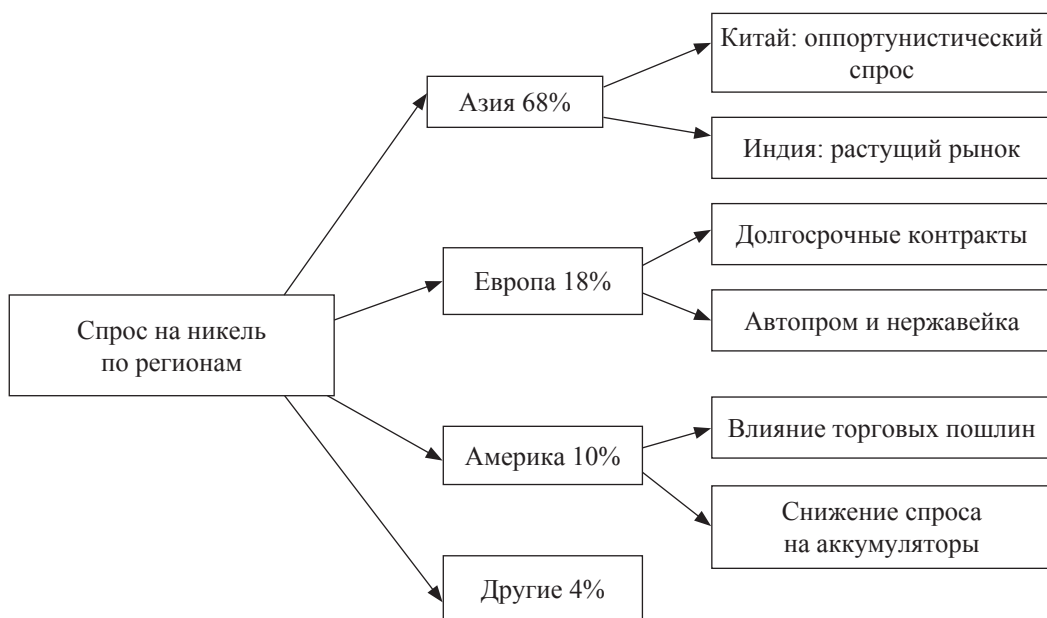 Спрос на никель
по регионам
Азия 68%
Китай: оппортунистический
спрос
Индия: растущий рынок
Европа 18%
Долгосрочные контракты
Автопром и нержавейка
Америка 10%
Влияние торговых пошлин
Снижение спроса
на аккумуляторы
Другие 4%